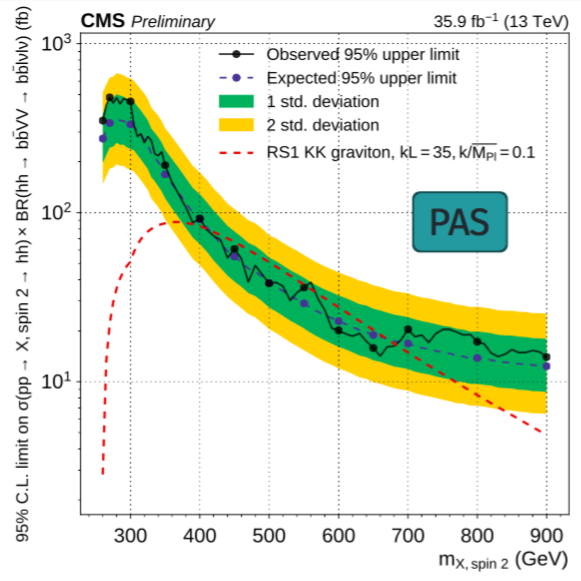 CMS Preliminary 35.9 fb⁻¹ (13 TeV)
95% C.L. limit on σ(pp → X, spin 2 → hh) × BR(hh → bb̄VV → bb̄lνlν) (fb)
10³
10²
10¹
Observed 95% upper limit
Expected 95% upper limit
1 std. deviation
2 std. deviation
RS1 KK graviton, kL = 35, k/M̅_Pl = 0.1
PAS
300 400 500 600 700 800 900
m_X, spin 2 (GeV)